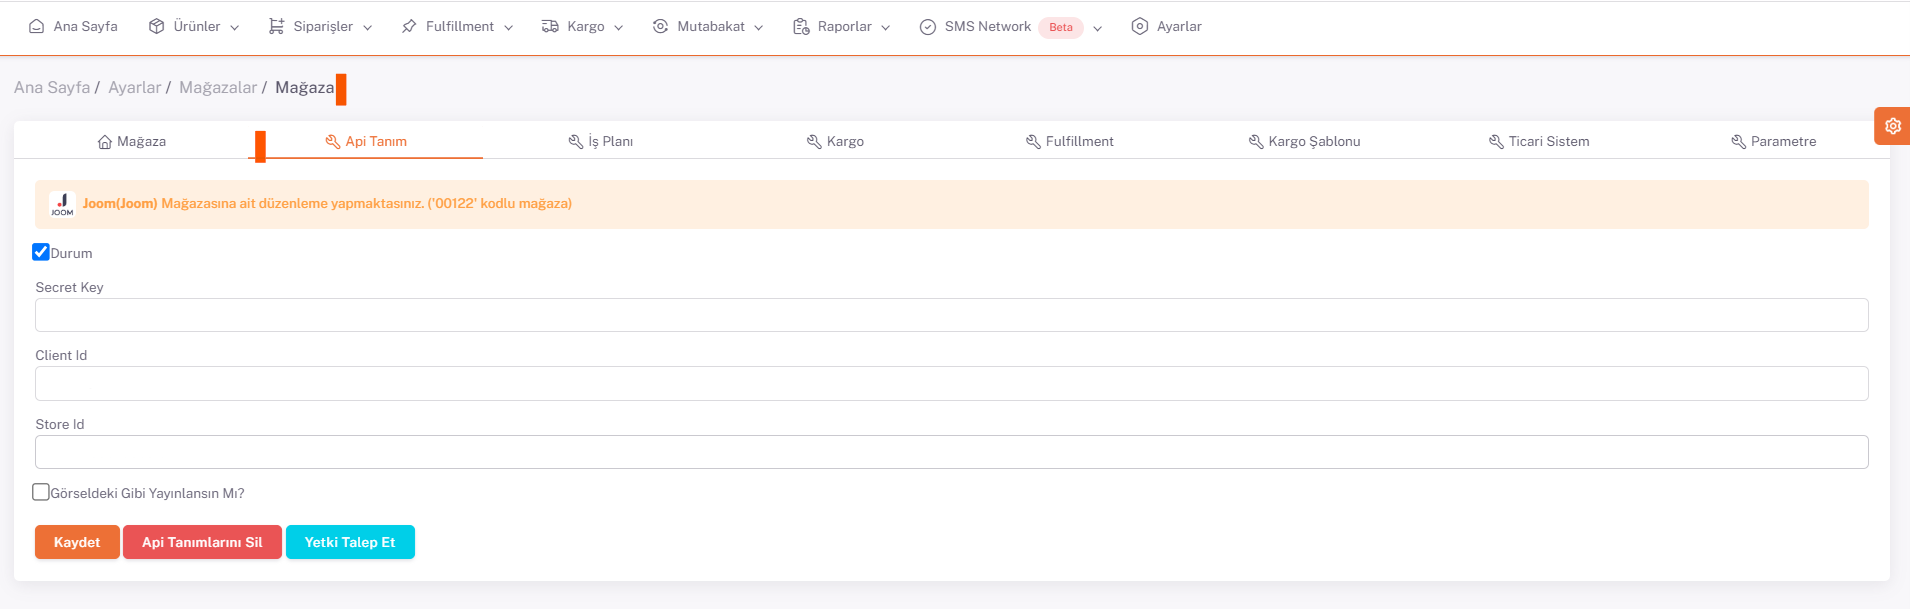 Ana Sayfa Ürünler Siparişler Fulfillment Kargo Mutabakat Raporlar SMS Network Beta Ayarlar
Ana Sayfa / Ayarlar / Mağazalar / Mağaza
Mağaza Api Tanım İş Planı Kargo Fulfillment Kargo Şablonu Ticari Sistem Parametre
JOOM Joom(Joom) Mağazasına ait düzenleme yapmaktasınız. ('00122' kodlu mağaza)
Durum
Secret Key
Client Id
Store Id
Görseldeki Gibi Yayınlansın Mı?
Kaydet Api Tanımlarını Sil Yetki Talep Et